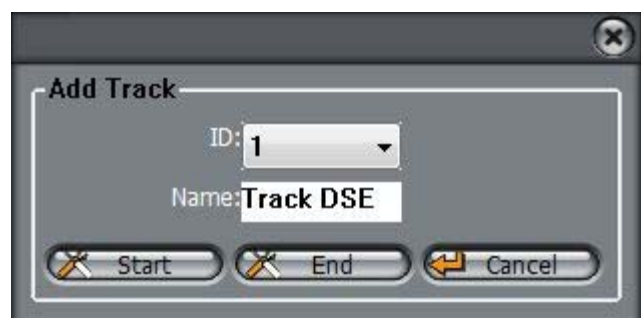 Add Track
ID: 1
Name: Track DSE
Start End Cancel